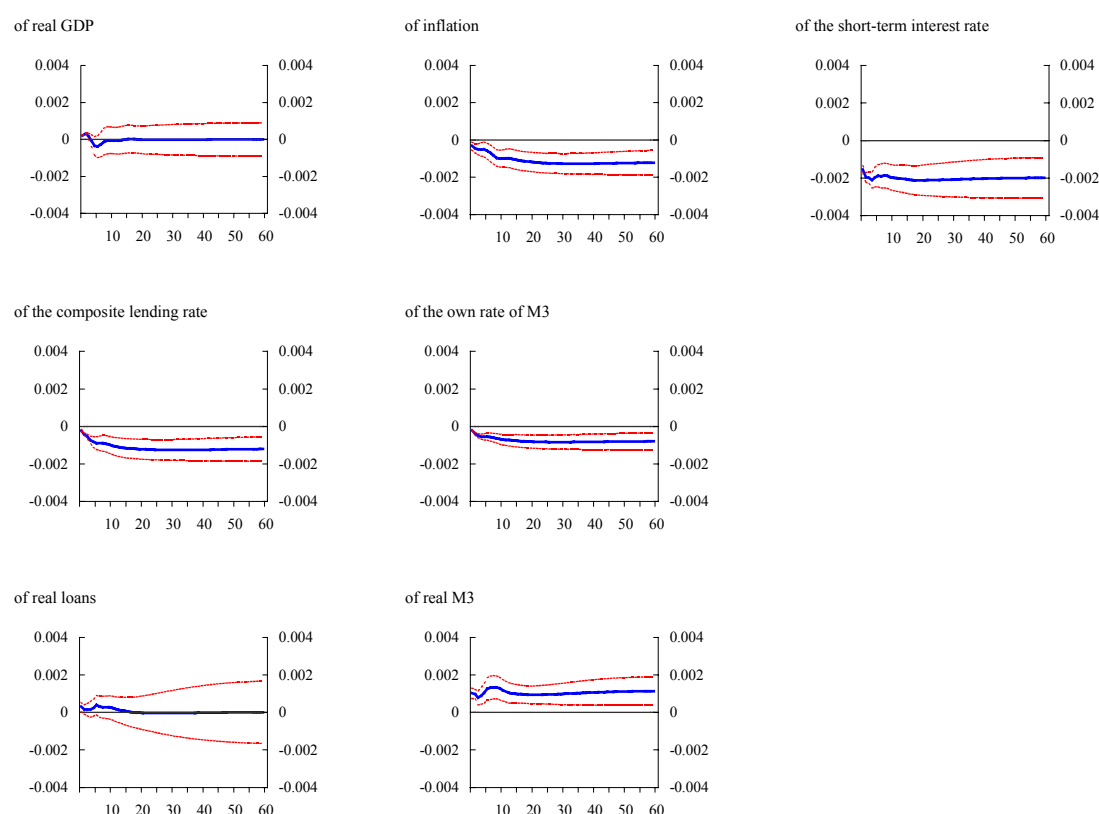 of real GDP of inflation of the short-term interest rate
0.004 0.004 0.004 0.004 0.004 0.004
0.002 0.002 0.002 0.002 0.002 0.002
0 0 0 0 0 0
-0.002 -0.002 -0.002 -0.002 -0.002 -0.002
-0.004 -0.004 -0.004 -0.004 -0.004 -0.004
10 20 30 40 50 60 10 20 30 40 50 60 10 20 30 40 50 60
of the composite lending rate of the own rate of M3
0.004 0.004 0.004 0.004
0.002 0.002 0.002 0.002
0 0 0 0
-0.002 -0.002 -0.002 -0.002
-0.004 -0.004 -0.004 -0.004
10 20 30 40 50 60 10 20 30 40 50 60
of real loans of real M3
0.004 0.004 0.004 0.004
0.002 0.002 0.002 0.002
0 0 0 0
-0.002 -0.002 -0.002 -0.002
-0.004 -0.004 -0.004 -0.004
10 20 30 40 50 60 10 20 30 40 50 60